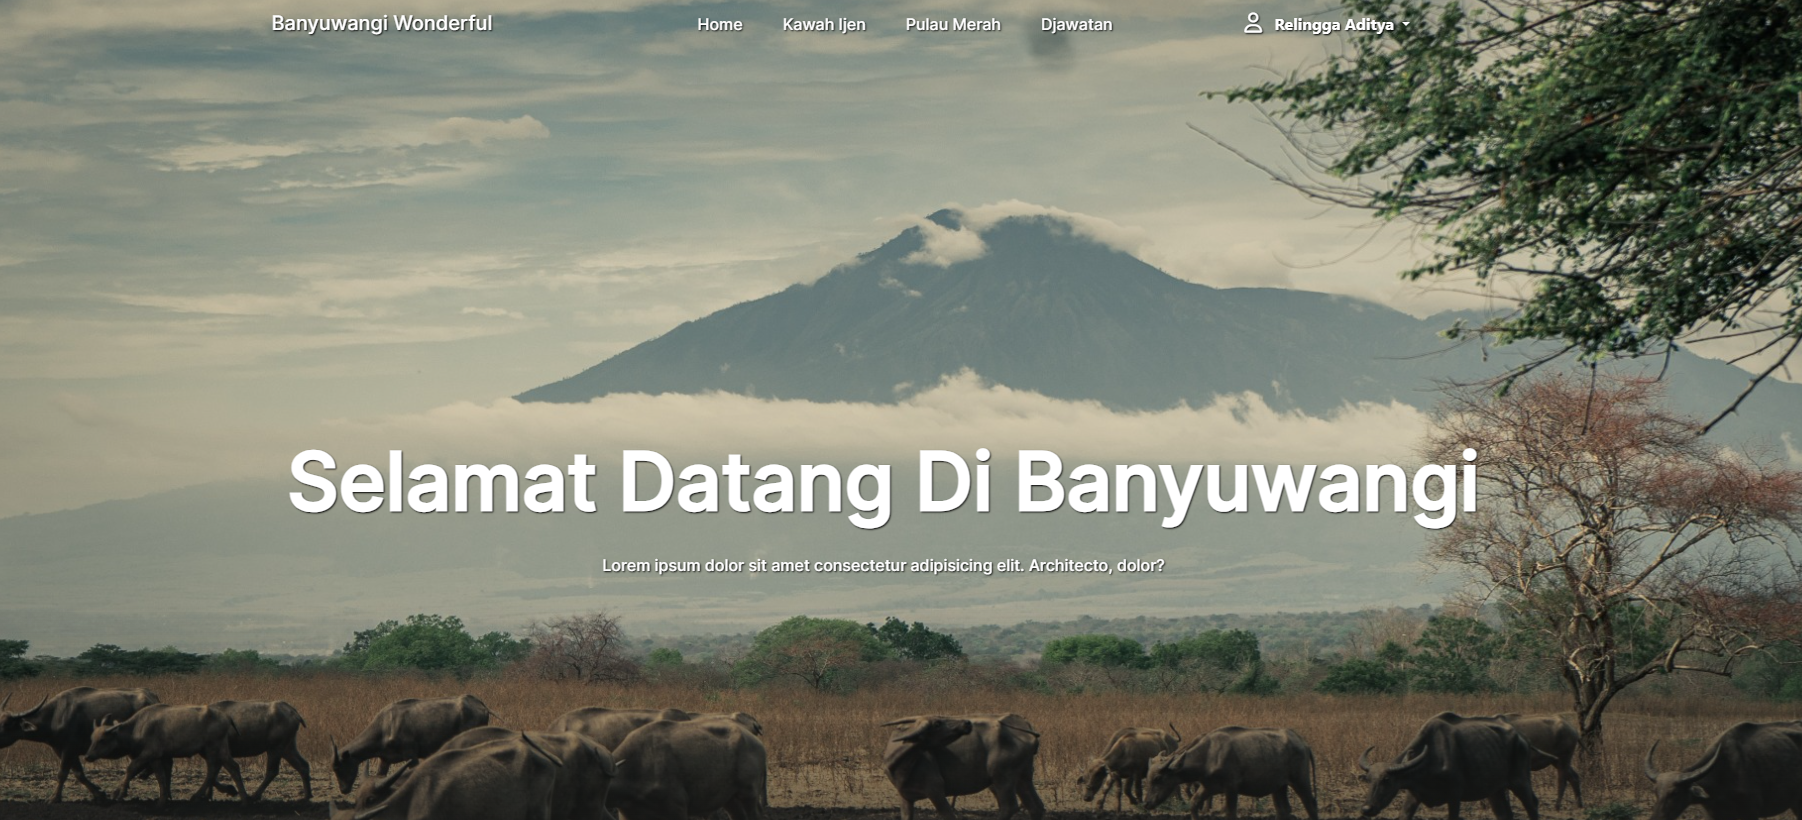 Banyuwangi Wonderful
Home Kawah Ijen Pulau Merah Djawatan
Relingga Aditya
Selamat Datang Di Banyuwangi
Lorem ipsum dolor sit amet consectetur adipisicing elit. Architecto, dolor?